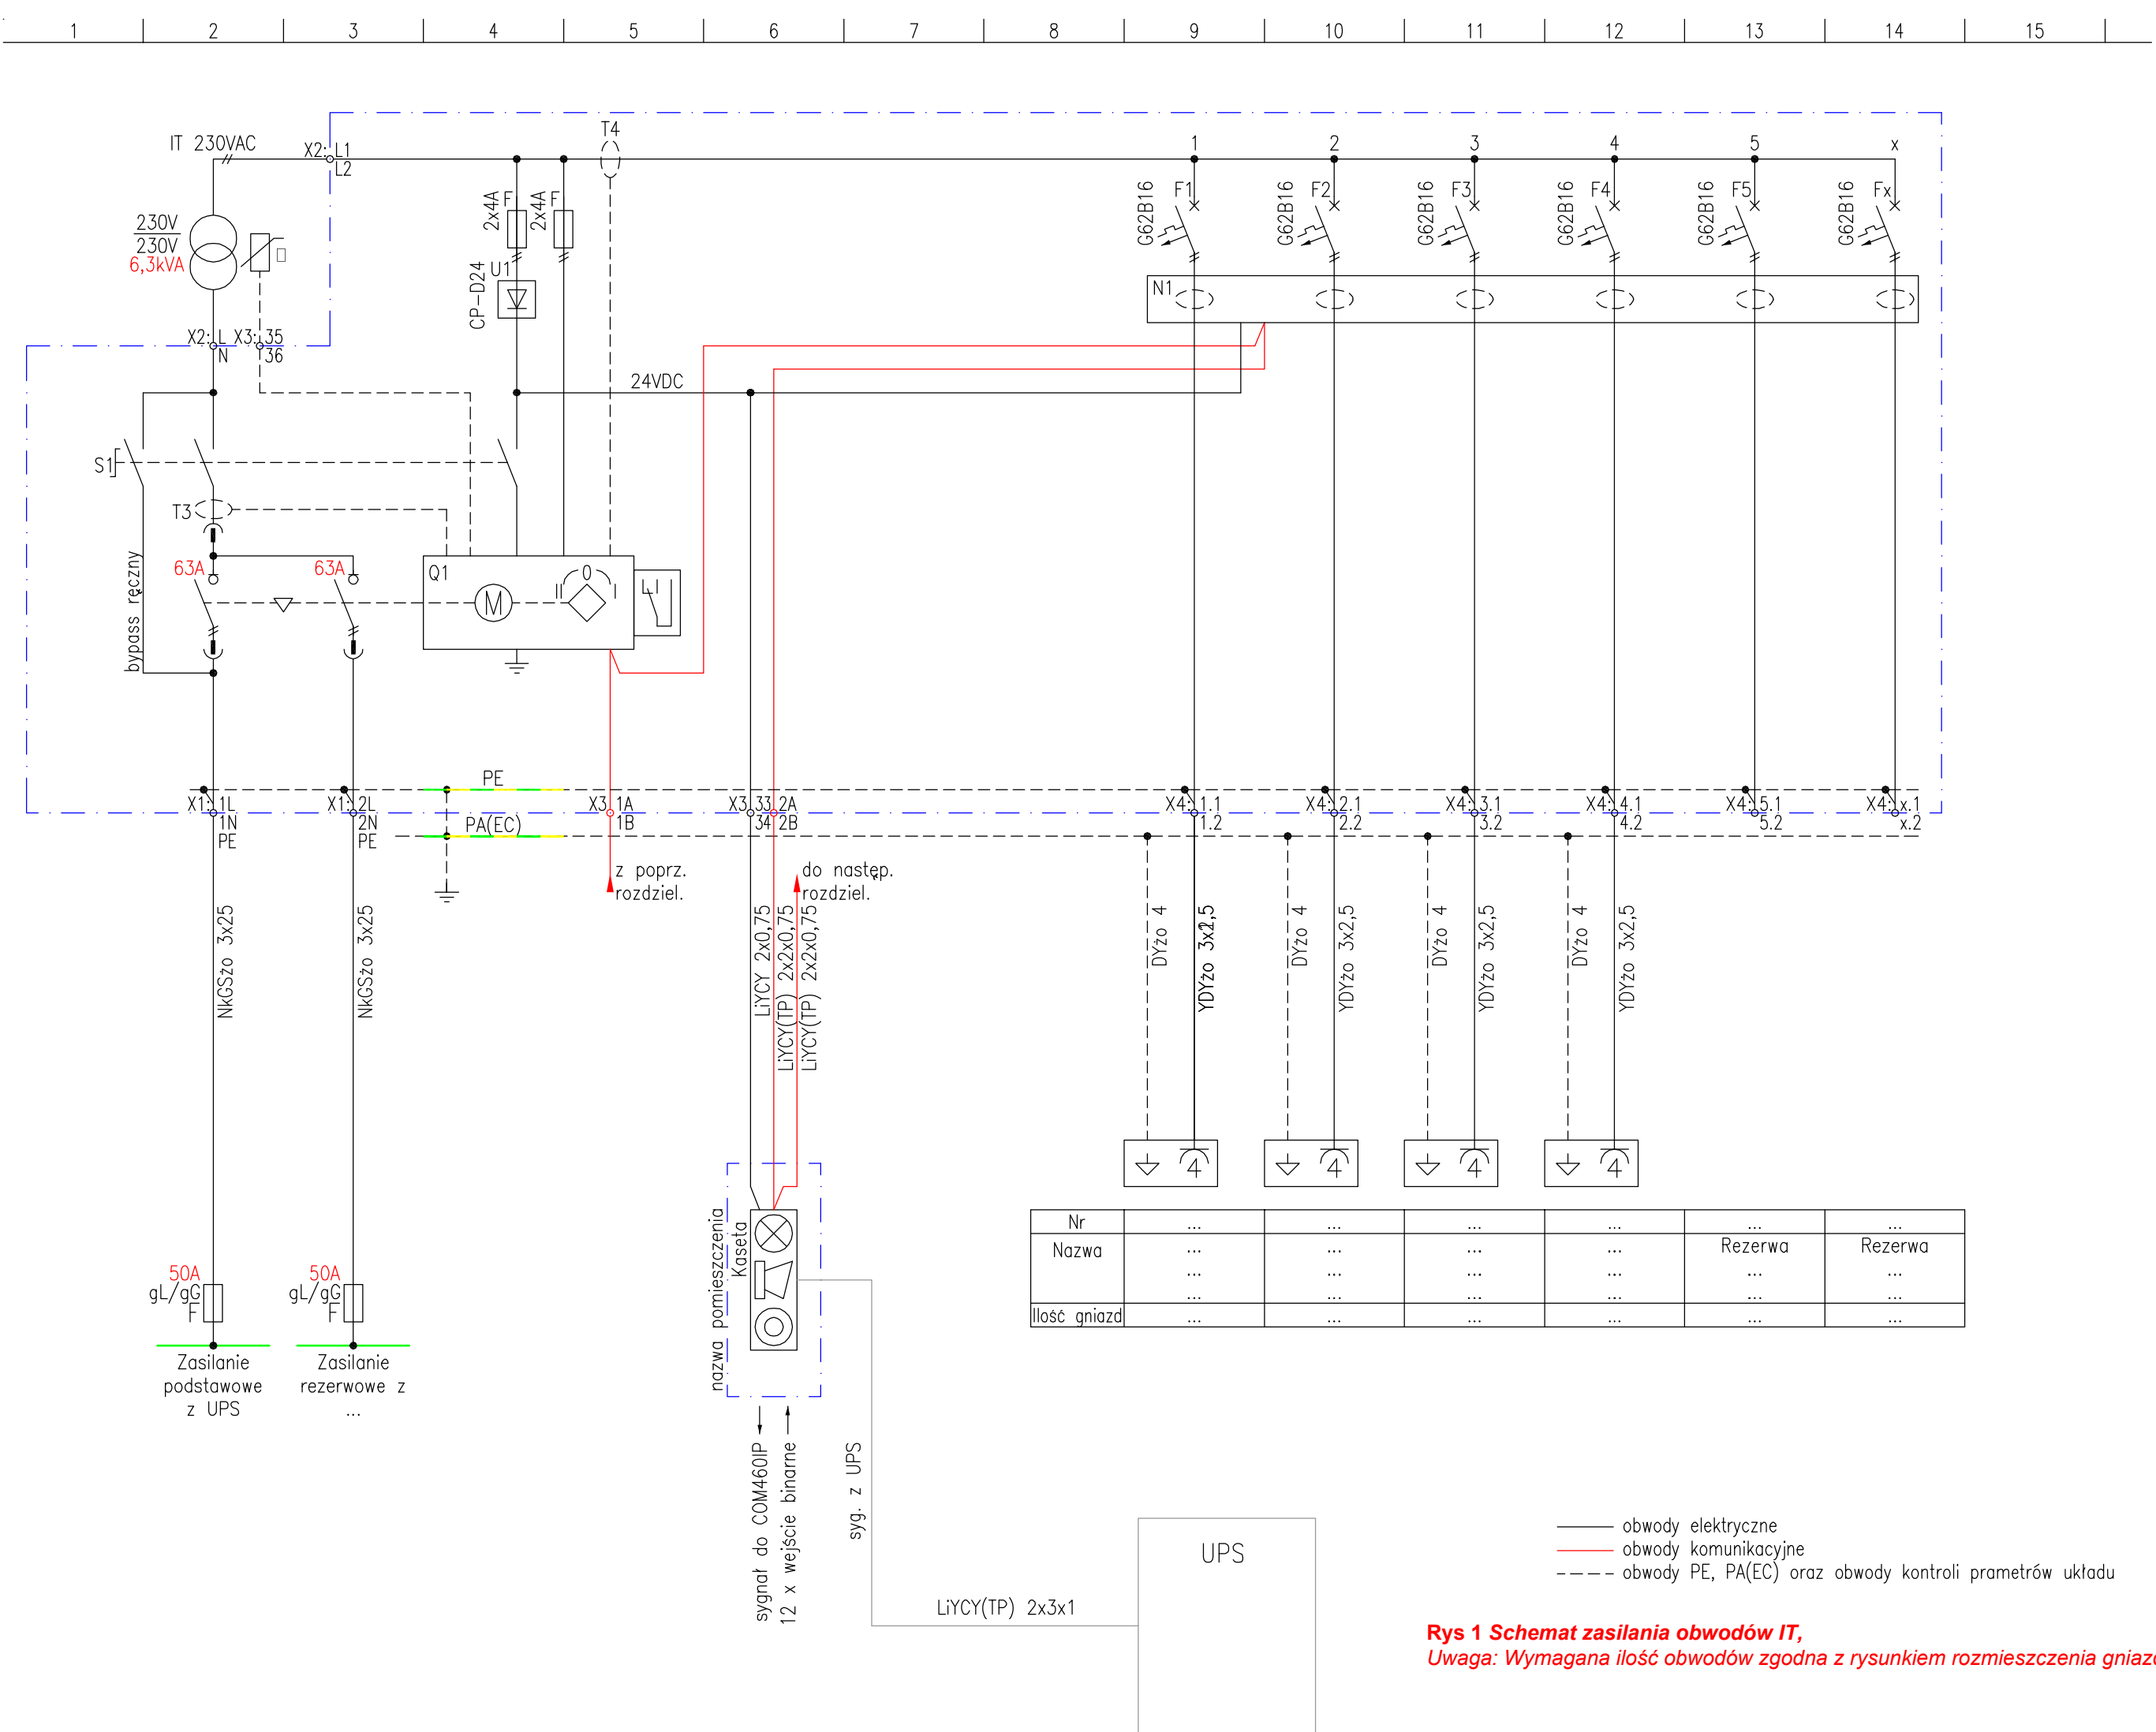 1 2 3 4 5 6 7 8 9 10 11 12 13 14 15
IT 230VAC
X2: L1
L2
T4
1 2 3 4 5 x
2x4A F
2x4A F
G62B16 F1
G62B16 F2
G62B16 F3
G62B16 F4
G62B16 F5
G62B16 Fx
230V
230V
6,3kVA
U1
CP-D24
N1
X2: L
N
X3: 35
36
24VDC
S1
T3
bypass ręczny
63A
63A
Q1
M
II 0 I
PE
X1: 1L
1N
PE
X1: 2L
2N
PE
PA(EC)
X3 1A
1B
X3 33
34
2A
2B
X4: 1.1
1.2
X4: 2.1
2.2
X4: 3.1
3.2
X4: 4.1
4.2
X4: 5.1
5.2
X4: x.1
x.2
z poprz.
rozdziel.
do następ.
rozdziel.
NkGSżo 3x25
NkGSżo 3x25
LiYCY 2x0,75
LiYCY(TP) 2x2x0,75
LiYCY(TP) 2x2x0,75
DYżo 4
YDYżo 3x2,5
DYżo 4
YDYżo 3x2,5
DYżo 4
YDYżo 3x2,5
DYżo 4
YDYżo 3x2,5
4 4 4 4
nazwa pomieszczenia
Kaseta
Nr ... ... ... ... ... ...
Nazwa ... ... ... ... Rezerwa Rezerwa
... ... ... ... ... ...
... ... ... ... ... ...
Ilość gniazd ... ... ... ... ... ...
50A
gL/gG
F
50A
gL/gG
F
Zasilanie
podstawowe
z UPS
Zasilanie
rezerwowe z
...
sygnał do COM460IP
12 x wejście binarne
syg. z UPS
UPS
LiYCY(TP) 2x3x1
obwody elektryczne
obwody komunikacyjne
obwody PE, PA(EC) oraz obwody kontroli prametrów układu
Rys 1 Schemat zasilania obwodów IT,
Uwaga: Wymagana ilość obwodów zgodna z rysunkiem rozmieszczenia